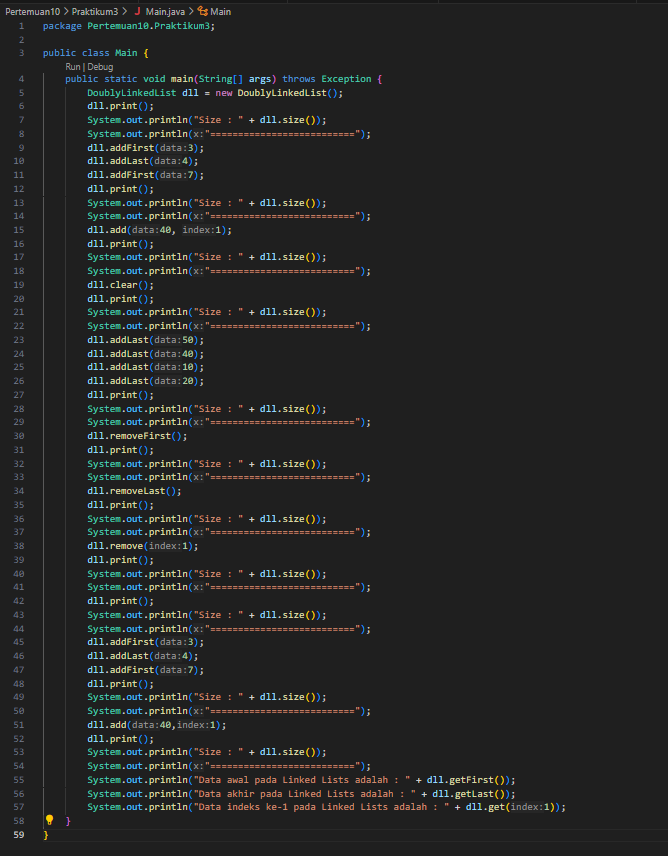 Pertemuan10 > Praktikum3 > J Main.java > Main
1 package Pertemuan10.Praktikum3;
2
3 public class Main {
Run | Debug
4 public static void main(String[] args) throws Exception {
5 DoublyLinkedList dll = new DoublyLinkedList();
6 dll.print();
7 System.out.println("Size : " + dll.size());
8 System.out.println(x:"==========================");
9 dll.addFirst(data:3);
10 dll.addLast(data:4);
11 dll.addFirst(data:7);
12 dll.print();
13 System.out.println("Size : " + dll.size());
14 System.out.println(x:"==========================");
15 dll.add(data:40, index:1);
16 dll.print();
17 System.out.println("Size : " + dll.size());
18 System.out.println(x:"==========================");
19 dll.clear();
20 dll.print();
21 System.out.println("Size : " + dll.size());
22 System.out.println(x:"==========================");
23 dll.addLast(data:50);
24 dll.addLast(data:40);
25 dll.addLast(data:10);
26 dll.addLast(data:20);
27 dll.print();
28 System.out.println("Size : " + dll.size());
29 System.out.println(x:"==========================");
30 dll.removeFirst();
31 dll.print();
32 System.out.println("Size : " + dll.size());
33 System.out.println(x:"==========================");
34 dll.removeLast();
35 dll.print();
36 System.out.println("Size : " + dll.size());
37 System.out.println(x:"==========================");
38 dll.remove(index:1);
39 dll.print();
40 System.out.println("Size : " + dll.size());
41 System.out.println(x:"==========================");
42 dll.print();
43 System.out.println("Size : " + dll.size());
44 System.out.println(x:"==========================");
45 dll.addFirst(data:3);
46 dll.addLast(data:4);
47 dll.addFirst(data:7);
48 dll.print();
49 System.out.println("Size : " + dll.size());
50 System.out.println(x:"==========================");
51 dll.add(data:40,index:1);
52 dll.print();
53 System.out.println("Size : " + dll.size());
54 System.out.println(x:"==========================");
55 System.out.println("Data awal pada Linked Lists adalah : " + dll.getFirst());
56 System.out.println("Data akhir pada Linked Lists adalah : " + dll.getLast());
57 System.out.println("Data indeks ke-1 pada Linked Lists adalah : " + dll.get(index:1));
58 }
59 }